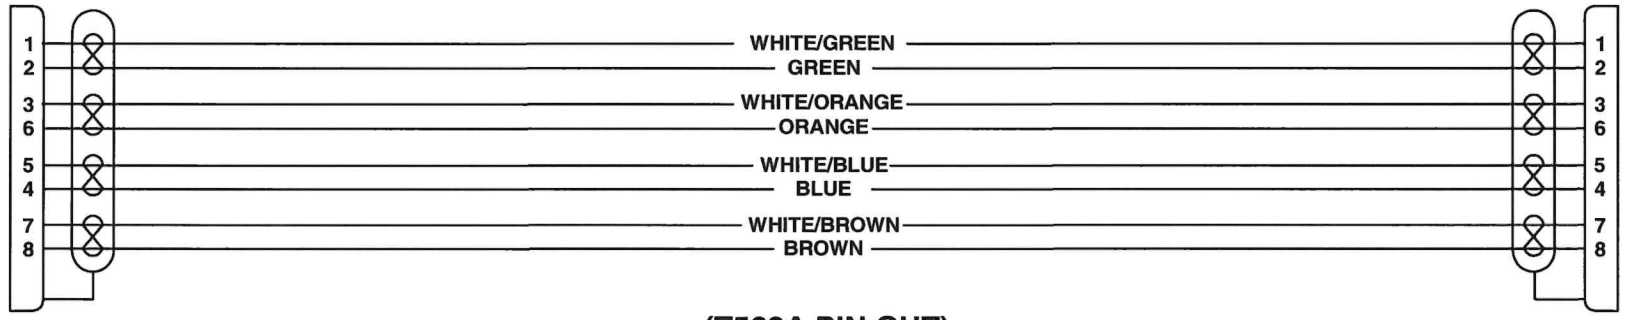 1 WHITE/GREEN 1
2 GREEN 2
3 WHITE/ORANGE 3
6 ORANGE 6
5 WHITE/BLUE 5
4 BLUE 4
7 WHITE/BROWN 7
8 BROWN 8